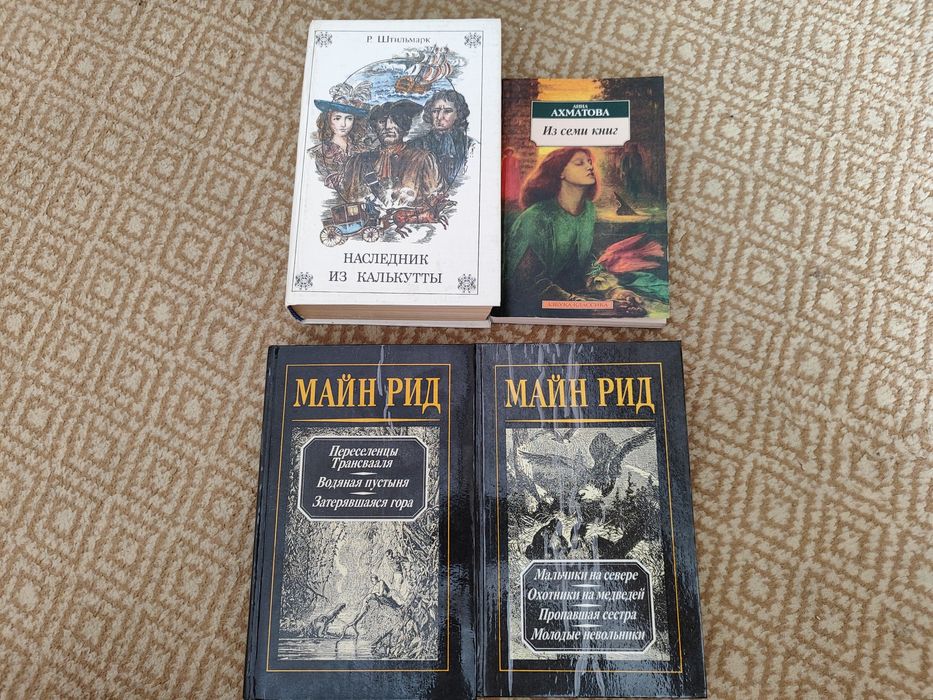 Р. Штильмарк
НАСЛЕДНИК
ИЗ КАЛЬКУТТЫ
АННА
АХМАТОВА
Из семи книг
АЗБУКА-КЛАССИКА
МАЙН РИД
Переселенцы
Трансвааля
Водяная пустыня
Затерявшаяся гора
МАЙН РИД
Мальчики на севере
Охотники на медведей
Пропавшая сестра
Молодые невольники